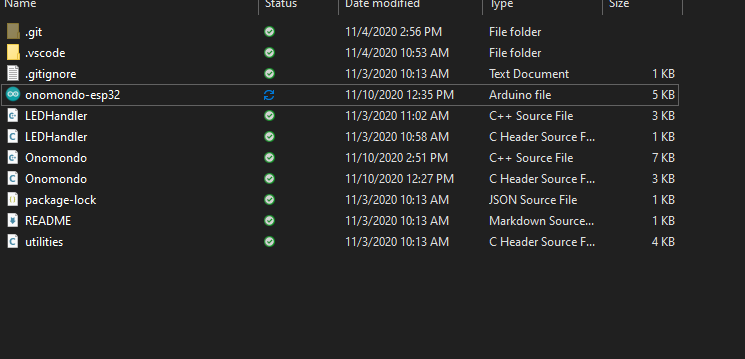 Name Status Date modified Type Size
.git 11/4/2020 2:56 PM File folder
.vscode 11/4/2020 10:53 AM File folder
.gitignore 11/3/2020 10:13 AM Text Document 1 KB
onomondo-esp32 11/10/2020 12:35 PM Arduino file 5 KB
LEDHandler 11/3/2020 11:02 AM C++ Source File 3 KB
LEDHandler 11/3/2020 10:58 AM C Header Source F... 1 KB
Onomondo 11/10/2020 2:51 PM C++ Source File 7 KB
Onomondo 11/10/2020 12:27 PM C Header Source F... 3 KB
package-lock 11/3/2020 10:13 AM JSON Source File 1 KB
README 11/3/2020 10:13 AM Markdown Source... 1 KB
utilities 11/3/2020 10:13 AM C Header Source F... 4 KB